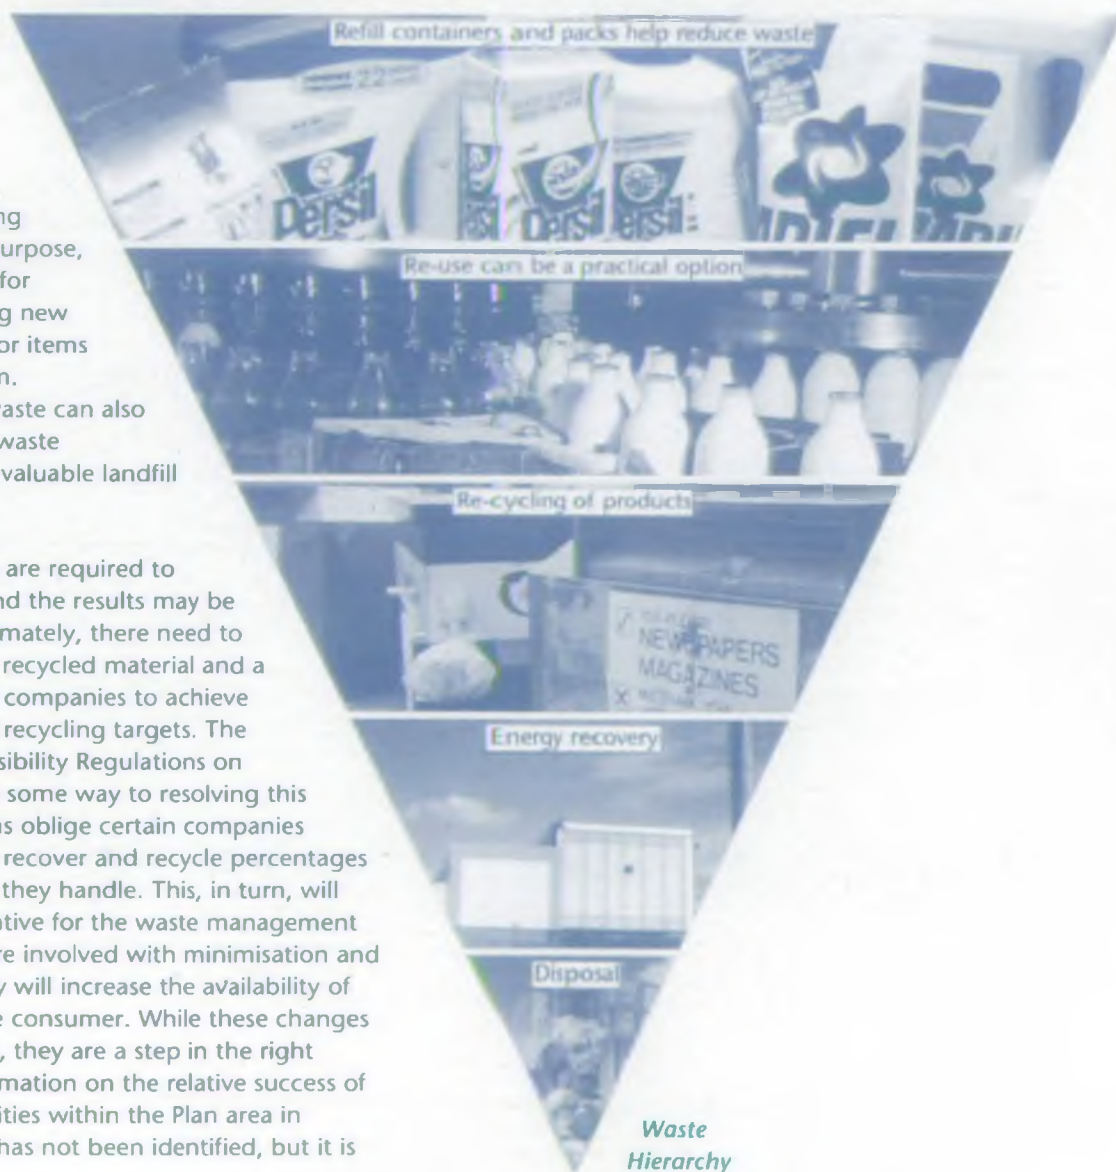 Refill containers and packs help reduce waste
22
Persil
Persil
Persil
Re-use can be a practical option
Re-cycling of products
NEWSPAPERS
MAGAZINES
Energy recovery
Disposal
Waste
Hierarchy
ng
urpose,
for
g new
or items
n.
vaste can also
waste
valuable landfill
are required to
nd the results may be
mately, there need to
recycled material and a
companies to achieve
recycling targets. The
sibility Regulations on
some way to resolving this
ns oblige certain companies
recover and recycle percentages
they handle. This, in turn, will
ative for the waste management
re involved with minimisation and
y will increase the availability of
e consumer. While these changes
, they are a step in the right
rmation on the relative success of
ities within the Plan area in
has not been identified, but it is